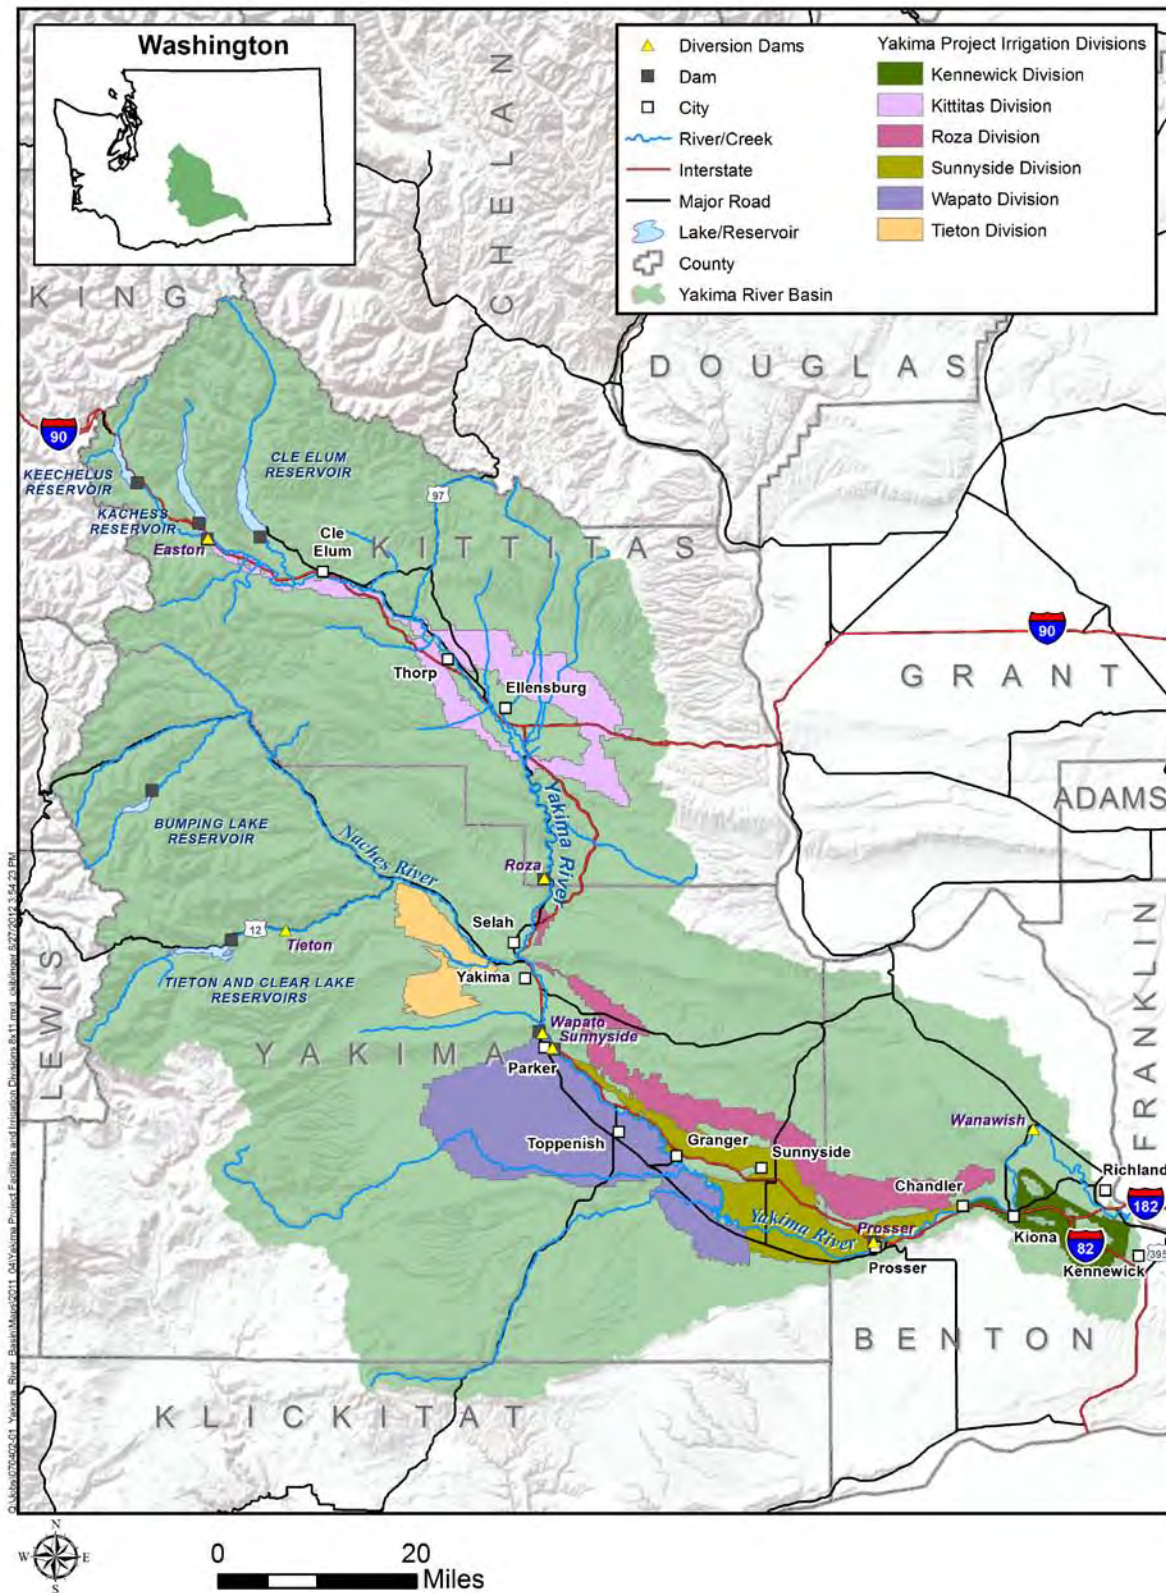 Washington
Diversion Dams
Dam
City
River/Creek
Interstate
Major Road
Lake/Reservoir
County
Yakima River Basin
Yakima Project Irrigation Divisions
Kennewick Division
Kittitas Division
Roza Division
Sunnyside Division
Wapato Division
Tieton Division
KING
CHELAN
DOUGLAS
90
KEECHELUS
RESERVOIR
CLE ELUM
RESERVOIR
KACHESS
RESERVOIR
97
Easton
Cle
Elum
KITTITAS
90
GRANT
Thorp
Ellensburg
ADAMS
BUMPING LAKE
RESERVOIR
Yakima River
Naches River
Roza
Selah
12
Tieton
Yakima
TIETON AND CLEAR LAKE
RESERVOIRS
LEWIS
FRANKLIN
YAKIMA
Wapato
Sunnyside
Parker
Wanawish
Toppenish
Granger
Sunnyside
Richland
Chandler
182
Yakima River
Prosser
Kiona
82
395
Prosser
Kennewick
BENTON
KLICKITAT
N
W
E
S
0
20
Miles